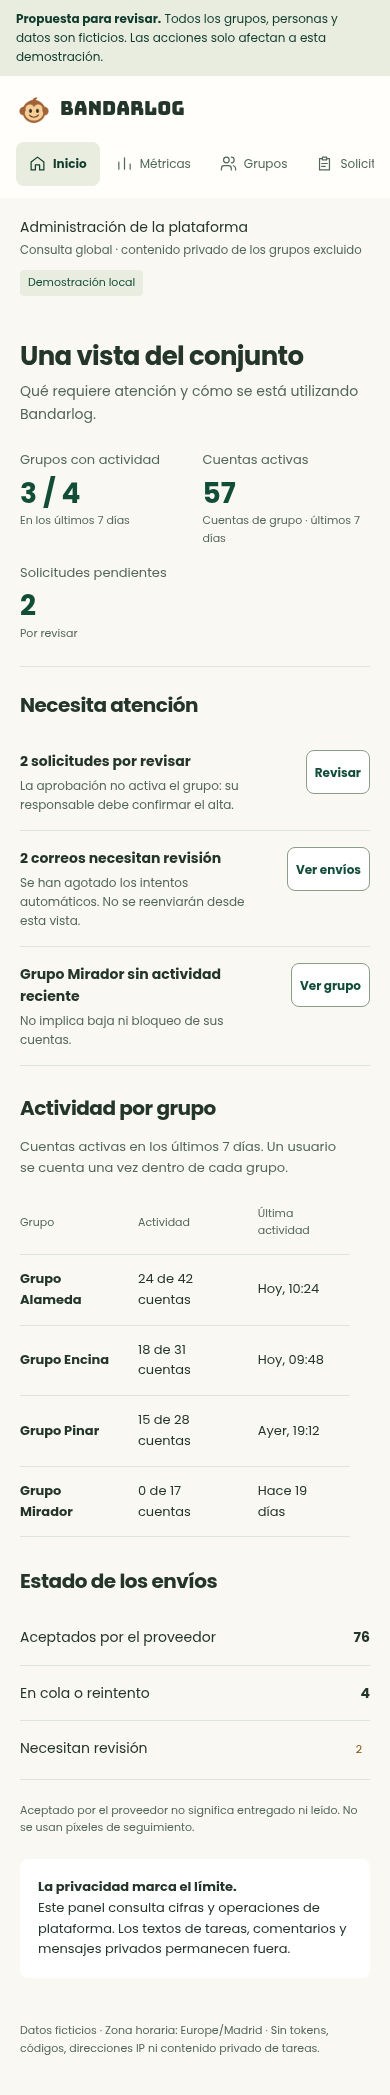 Propuesta para revisar. Todos los grupos, personas y
datos son ficticios. Las acciones solo afectan a esta
demostración.
BANDARLOG
Inicio
Métricas
Grupos
Solicit
Administración de la plataforma
Consulta global · contenido privado de los grupos excluido
Demostración local
Una vista del conjunto
Qué requiere atención y cómo se está utilizando
Bandarlog.
Grupos con actividad
3 / 4
En los últimos 7 días
Cuentas activas
57
Cuentas de grupo · últimos 7
días
Solicitudes pendientes
2
Por revisar
Necesita atención
2 solicitudes por revisar
La aprobación no activa el grupo: su
responsable debe confirmar el alta.
Revisar
2 correos necesitan revisión
Se han agotado los intentos
automáticos. No se reenviarán desde
esta vista.
Ver envíos
Grupo Mirador sin actividad
reciente
No implica baja ni bloqueo de sus
cuentas.
Ver grupo
Actividad por grupo
Cuentas activas en los últimos 7 días. Un usuario
se cuenta una vez dentro de cada grupo.
Grupo
Actividad
Última
actividad
Grupo
Alameda
24 de 42
cuentas
Hoy, 10:24
Grupo Encina
18 de 31
cuentas
Hoy, 09:48
Grupo Pinar
15 de 28
cuentas
Ayer, 19:12
Grupo
Mirador
0 de 17
cuentas
Hace 19
días
Estado de los envíos
Aceptados por el proveedor
76
En cola o reintento
4
Necesitan revisión
2
Aceptado por el proveedor no significa entregado ni leído. No
se usan píxeles de seguimiento.
La privacidad marca el límite.
Este panel consulta cifras y operaciones de
plataforma. Los textos de tareas, comentarios y
mensajes privados permanecen fuera.
Datos ficticios · Zona horaria: Europe/Madrid · Sin tokens,
códigos, direcciones IP ni contenido privado de tareas.